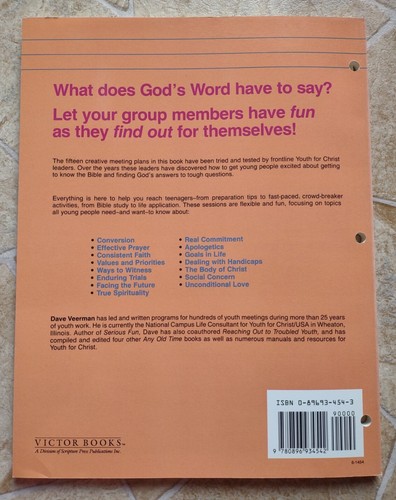 What does God's Word have to say?
Let your group members have fun
as they find out for themselves!
The fifteen creative meeting plans in this book have been tried and tested by frontline Youth for Christ
leaders. Over the years these leaders have discovered how to get young people excited about getting
to know the Bible and finding God's answers to tough questions.
Everything is here to help you reach teenagers—from preparation tips to fast-paced, crowd-breaker
activities, from Bible study to life application. These sessions are flexible and fun, focusing on topics
all young people need—and want—to know about:
• Conversion
• Effective Prayer
• Consistent Faith
• Values and Priorities
• Ways to Witness
• Enduring Trials
• Facing the Future
• True Spirituality
• Real Commitment
• Apologetics
• Goals in Life
• Dealing with Handicaps
• The Body of Christ
• Social Concern
• Unconditional Love
Dave Veerman has led and written programs for hundreds of youth meetings during more than 25 years
of youth work. He is currently the National Campus Life Consultant for Youth for Christ/USA in Wheaton,
Illinois. Author of Serious Fun, Dave has also coauthored Reaching Out to Troubled Youth, and has
compiled and edited four other Any Old Time books as well as numerous manuals and resources for
Youth for Christ.
ISBN 0-89693-454-3
90000
9 780896 934542
VICTOR BOOKS
A Division of Scripture Press Publications Inc.